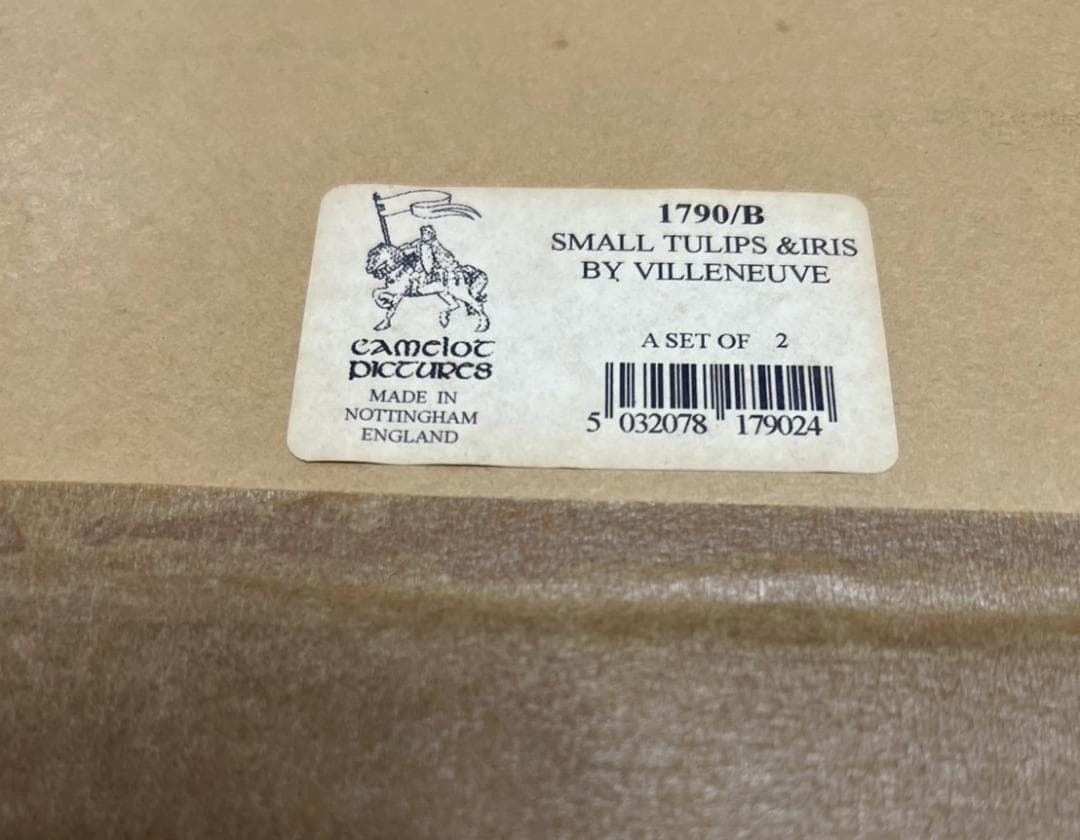 1790/B
SMALL TULIPS &IRIS
BY VILLENEUVE
A SET OF 2
5 032078 179024
CAMELOT
PICTURES
MADE IN
NOTTINGHAM
ENGLAND